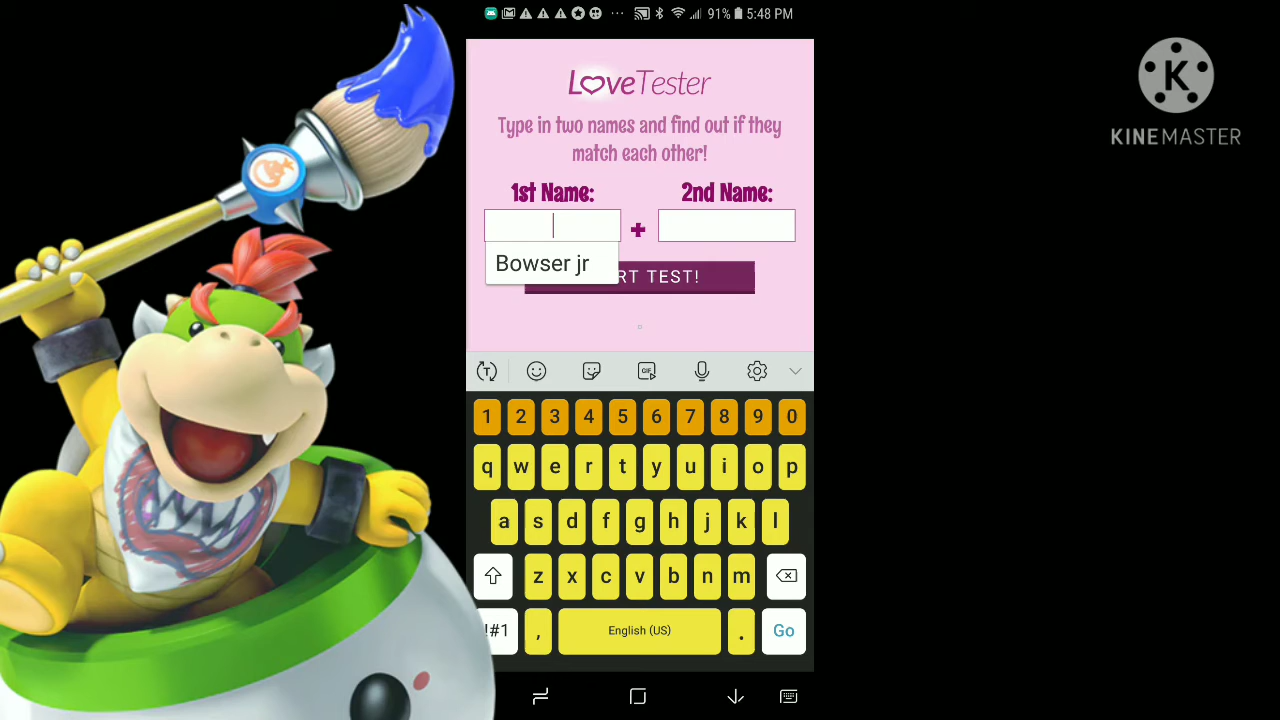 91% 5:48 PM
LoveTester
Type in two names and find out if they
match each other!
1st Name: 2nd Name:
+
Bowser jr
RT TEST!
T GIF
1 2 3 4 5 6 7 8 9 0
q w e r t y u i o p
a s d f g h j k l
z x c v b n m
!#1 , English (US) . Go
K
KINEMASTER